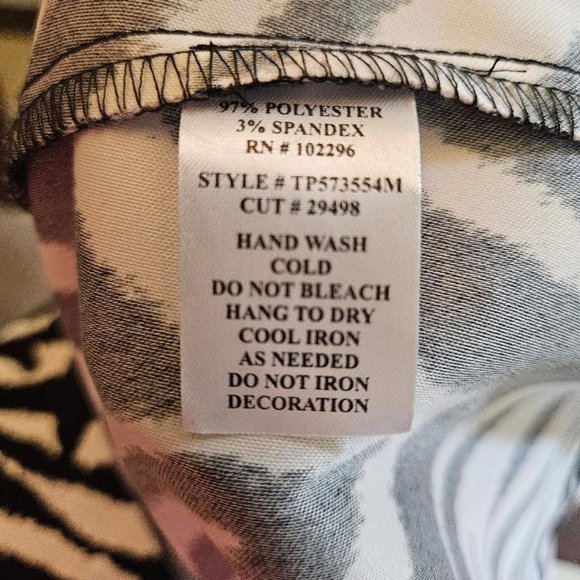 97% POLYESTER
3% SPANDEX
RN # 102296
STYLE # TP573554M
CUT # 29498
HAND WASH
COLD
DO NOT BLEACH
HANG TO DRY
COOL IRON
AS NEEDED
DO NOT IRON
DECORATION